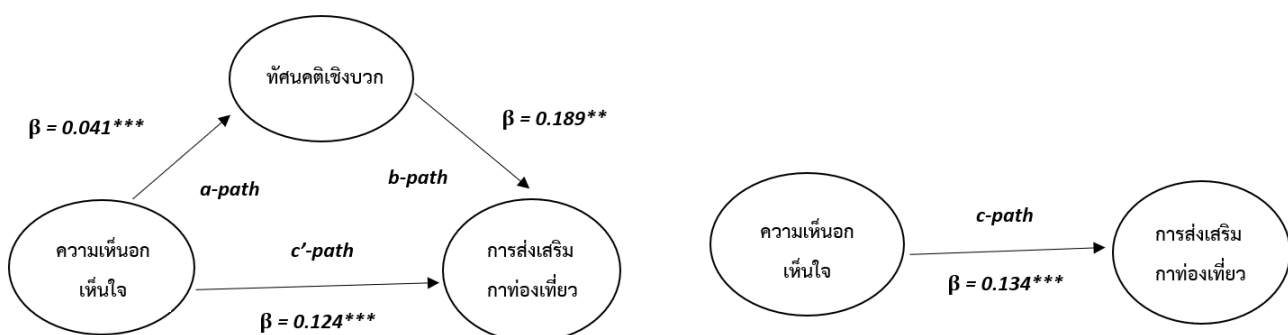 ทัศนคติเชิงบวก
β = 0.041***
β = 0.189**
a-path
b-path
ความเห็นอก
เห็นใจ
c'-path
การส่งเสริม
กาท่องเที่ยว
β = 0.124***
ความเห็นอก
เห็นใจ
c-path
การส่งเสริม
กาท่องเที่ยว
β = 0.134***